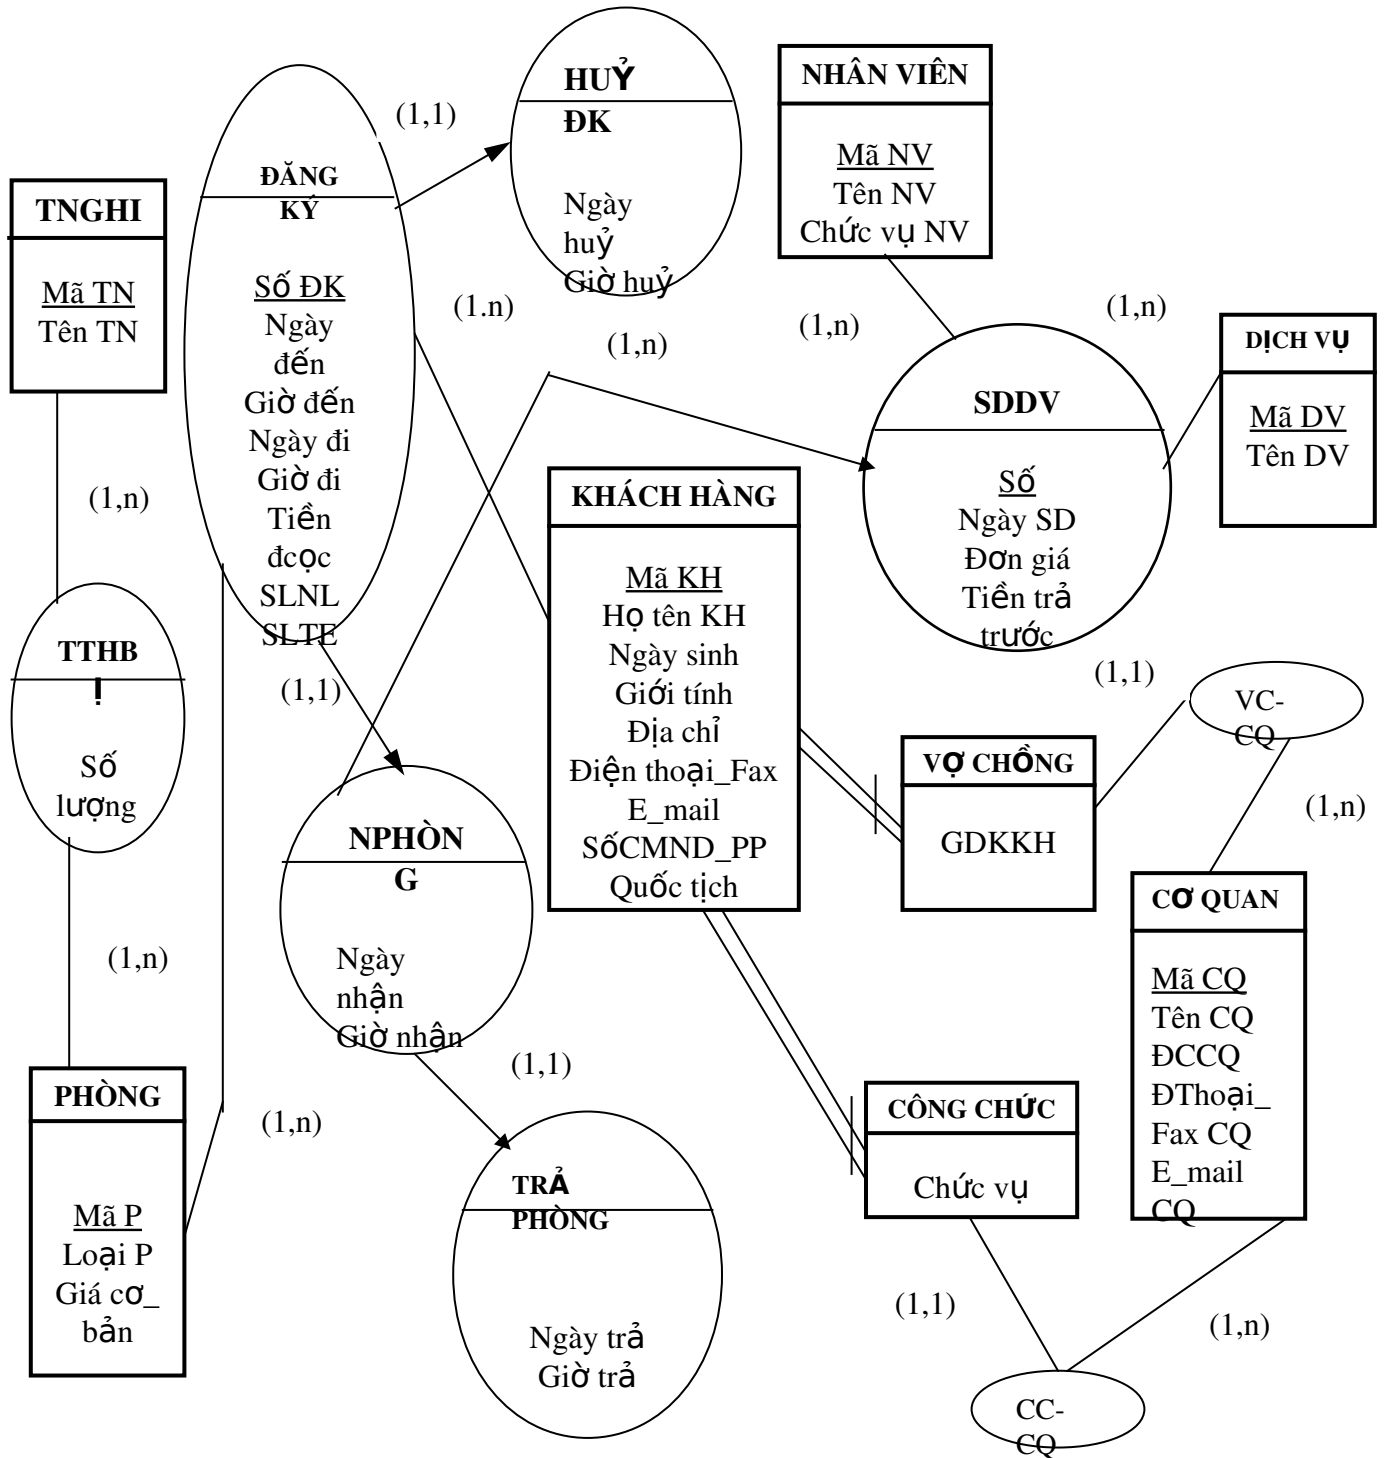 HUỶ
ĐK
Ngày
huỷ
Giờ huỷ
(1,1)
NHÂN VIÊN
Mã NV
Tên NV
Chức vụ NV
ĐĂNG
KÝ
Số ĐK
Ngày
đến
Giờ đến
Ngày đi
Giờ đi
Tiền
đcọc
SLNL
SLTE
TNGHI
Mã TN
Tên TN
(1.n)
(1,n)
(1,n)
(1,n)
DỊCH VỤ
Mã DV
Tên DV
SDDV
Số
Ngày SD
Đơn giá
Tiền trả
trước
(1,n)
KHÁCH HÀNG
Mã KH
Họ tên KH
Ngày sinh
Giới tính
Địa chỉ
Điện thoại_Fax
E_mail
SốCMND_PP
Quốc tịch
TTHB
Ị
Số
lượng
(1,1)
(1,1)
VC-
CQ
VỢ CHỒNG
GDKKH
(1,n)
NPHÒN
G
Ngày
nhận
Giờ nhận
CƠ QUAN
Mã CQ
Tên CQ
ĐCCQ
ĐThoại_
Fax CQ
E_mail
CQ
(1,n)
(1,1)
PHÒNG
Mã P
Loại P
Giá cơ_
bản
(1,n)
CÔNG CHỨC
Chức vụ
TRẢ
PHÒNG
Ngày trả
Giờ trả
(1,1)
(1,n)
CC-
CQ